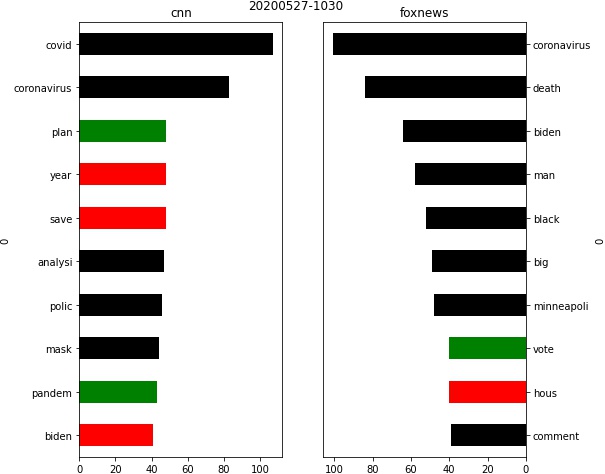 20200527-1030
cnn
foxnews
covid
coronavirus
plan
year
save
analysi
polic
mask
pandem
biden
0
0 20 40 60 80 100
coronavirus
death
biden
man
black
big
minneapoli
vote
hous
comment
0
100 80 60 40 20 0